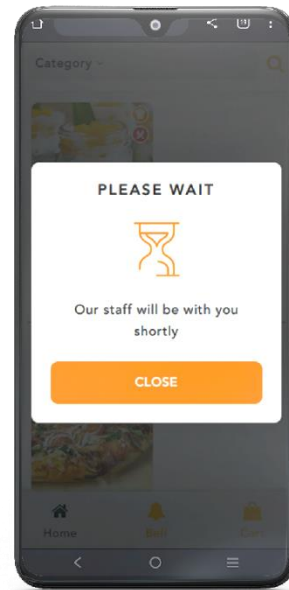 Category
PLEASE WAIT
Our staff will be with you
shortly
CLOSE
Home
Bell
Cart